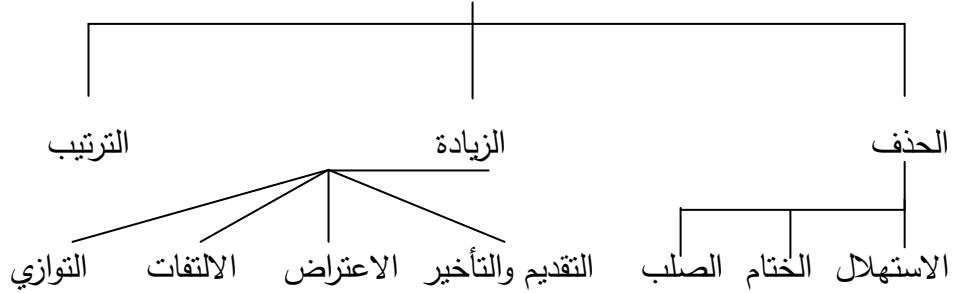 الحذف الزيادة الترتيب
الاستهلال الختام الصلب التقديم والتأخير الاعتراض الالتفات التوازي